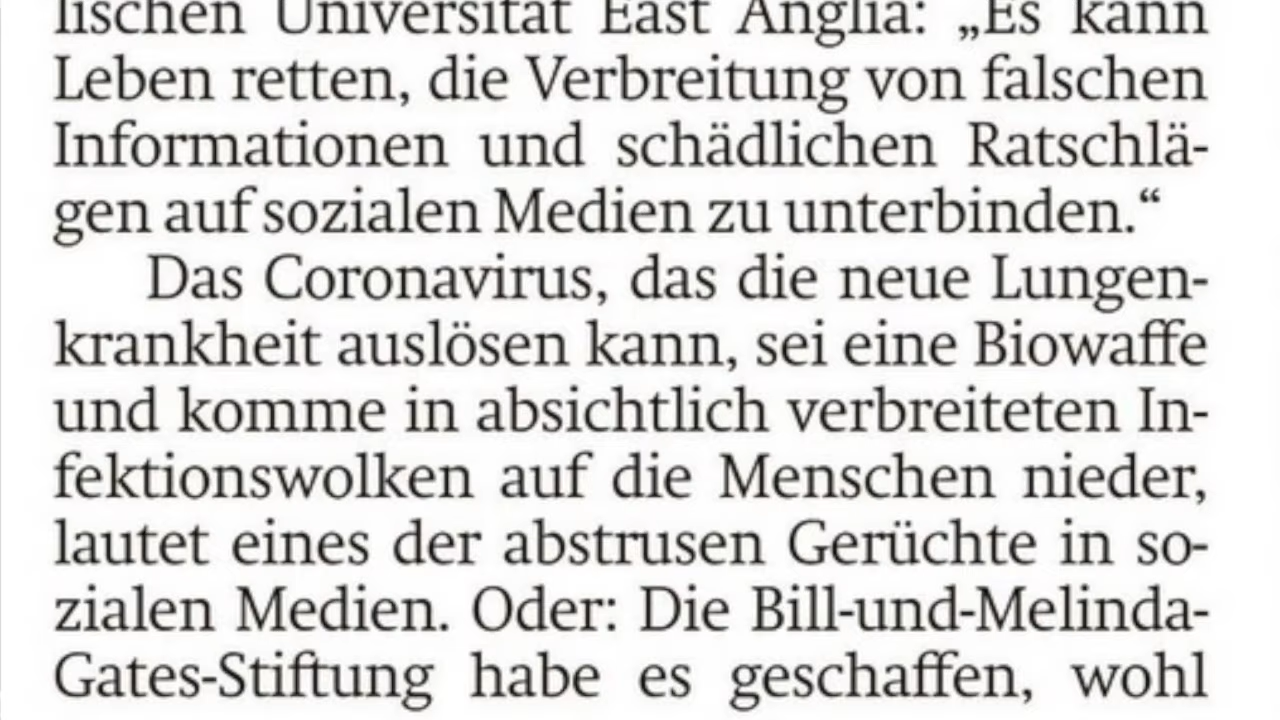 lischen Universität East Anglia: „Es kann
Leben retten, die Verbreitung von falschen
Informationen und schädlichen Ratschlä-
gen auf sozialen Medien zu unterbinden.“
Das Coronavirus, das die neue Lungen-
krankheit auslösen kann, sei eine Biowaffe
und komme in absichtlich verbreiteten In-
fektionswolken auf die Menschen nieder,
lautet eines der abstrusen Gerüchte in so-
zialen Medien. Oder: Die Bill-und-Melinda-
Gates-Stiftung habe es geschaffen, wohl